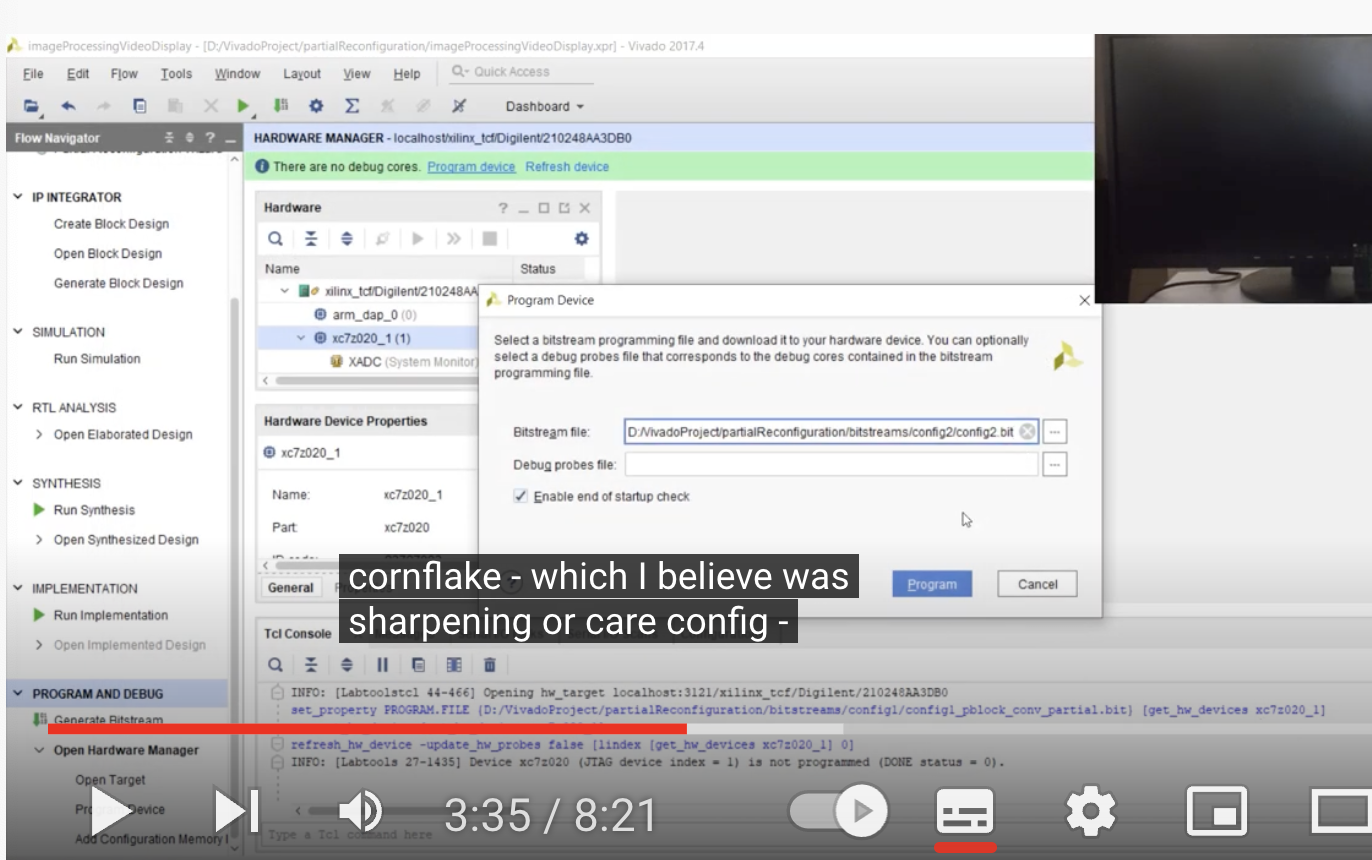 imageProcessingVideoDisplay - [D:/VivadoProject/partialReconfiguration/imageProcessingVideoDisplay.xpr] - Vivado 2017.4
File Edit Flow Tools Window Layout View Help Quick Access
Dashboard
Flow Navigator
HARDWARE MANAGER - localhost/xilinx_tcf/Digilent/210248AA3DB0
There are no debug cores. Program device Refresh device
IP INTEGRATOR
Create Block Design
Open Block Design
Generate Block Design
SIMULATION
Run Simulation
RTL ANALYSIS
Open Elaborated Design
SYNTHESIS
Run Synthesis
Open Synthesized Design
IMPLEMENTATION
Run Implementation
Open Implemented Design
PROGRAM AND DEBUG
Generate Bitstream
Open Hardware Manager
Open Target
Program Device
Add Configuration Memory
Hardware
Name Status
xilinx_tcf/Digilent/210248AA
arm_dap_0 (0)
xc7z020_1 (1)
XADC (System Monitor)
Hardware Device Properties
xc7z020_1
Name: xc7z020_1
Part: xc7z020
General
Program Device
Select a bitstream programming file and download it to your hardware device. You can optionally
select a debug probes file that corresponds to the debug cores contained in the bitstream
programming file.
Bitstream file: D:/VivadoProject/partialReconfiguration/bitstreams/config2/config2.bit
Debug probes file:
Enable end of startup check
Program Cancel
cornflake - which I believe was
sharpening or care config -
Tcl Console
INFO: [Labtoolstcl 44-466] Opening hw_target localhost:3121/xilinx_tcf/Digilent/210248AA3DB0
set_property PROGRAM.FILE {D:/VivadoProject/partialReconfiguration/bitstreams/config1/config1_pblock_conv_partial.bit} [get_hw_devices xc7z020_1]
refresh_hw_device -update_hw_probes false [lindex [get_hw_devices xc7z020_1] 0]
INFO: [Labtools 27-1435] Device xc7z020 (JTAG device index = 1) is not programmed (DONE status = 0).
Type a Tcl command here
3:35 / 8:21